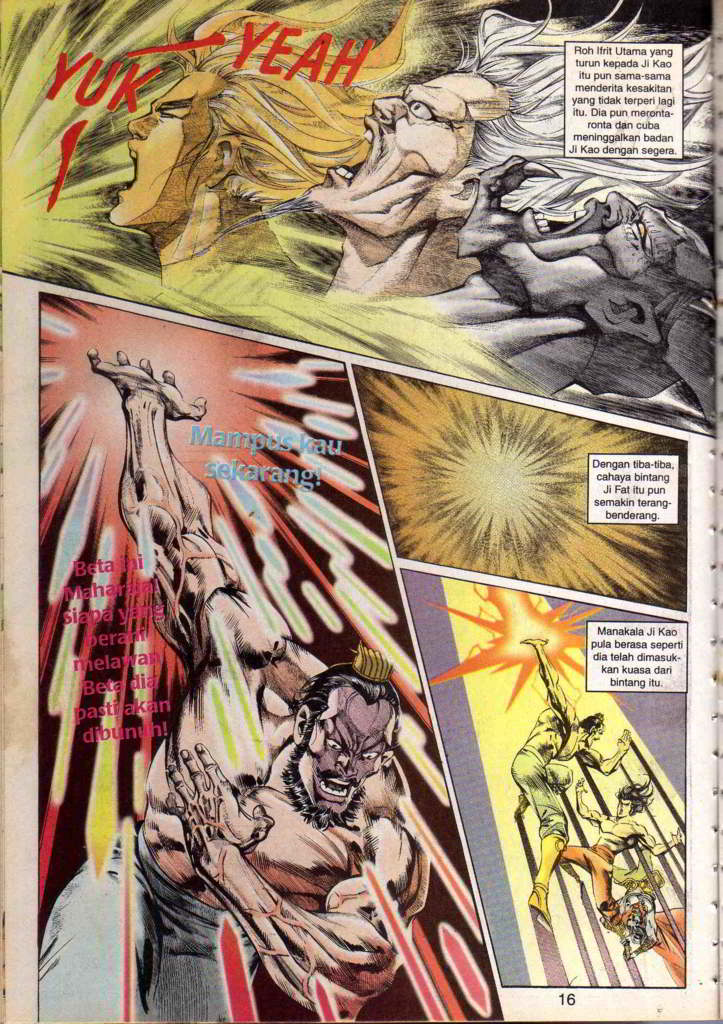 YUK YEAH
!
Roh Ifrit Utama yang
turun kepada Ji Kao
itu pun sama-sama
menderita kesakitan
yang tidak terperi lagi
itu. Dia pun meronta-
ronta dan cuba
meninggalkan badan
Ji Kao dengan segera.
Mampus kau
sekarang!
Beta ini
Maharaja
siapa yang
berani
melawan
Beta dia
pasti akan
dibunuh!
Dengan tiba-tiba,
cahaya bintang
Ji Fat itu pun
semakin terang-
benderang.
Manakala Ji Kao
pula berasa seperti
dia telah dimasuk-
kan kuasa dari
bintang itu.
16